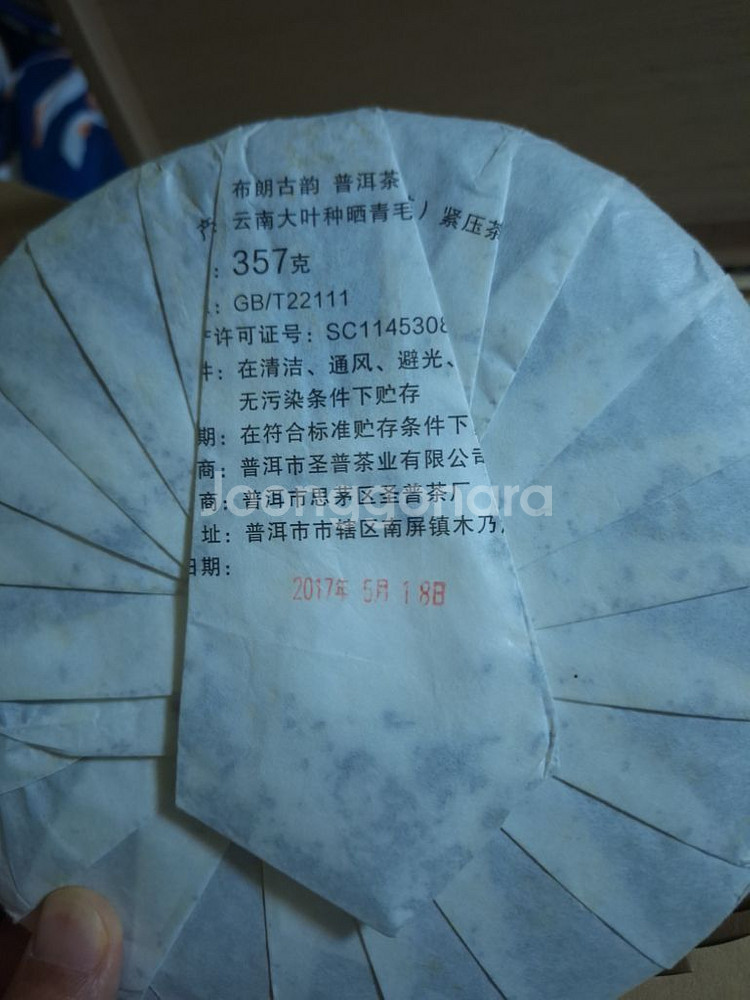 布朗古韵 普洱茶
产 云南大叶种晒青毛 ）紧压茶
：357克
：GB/T22111
许可证号：SC1145308
件：在清洁、通风、避光、
无污染条件下贮存
期：在符合标准贮存条件下
商：普洱市圣普茶业有限公司
商：普洱市思茅区圣普茶厂
Joonggonara
址：普洱市市辖区南屏镇木乃
日期：
2017年 5月 18日